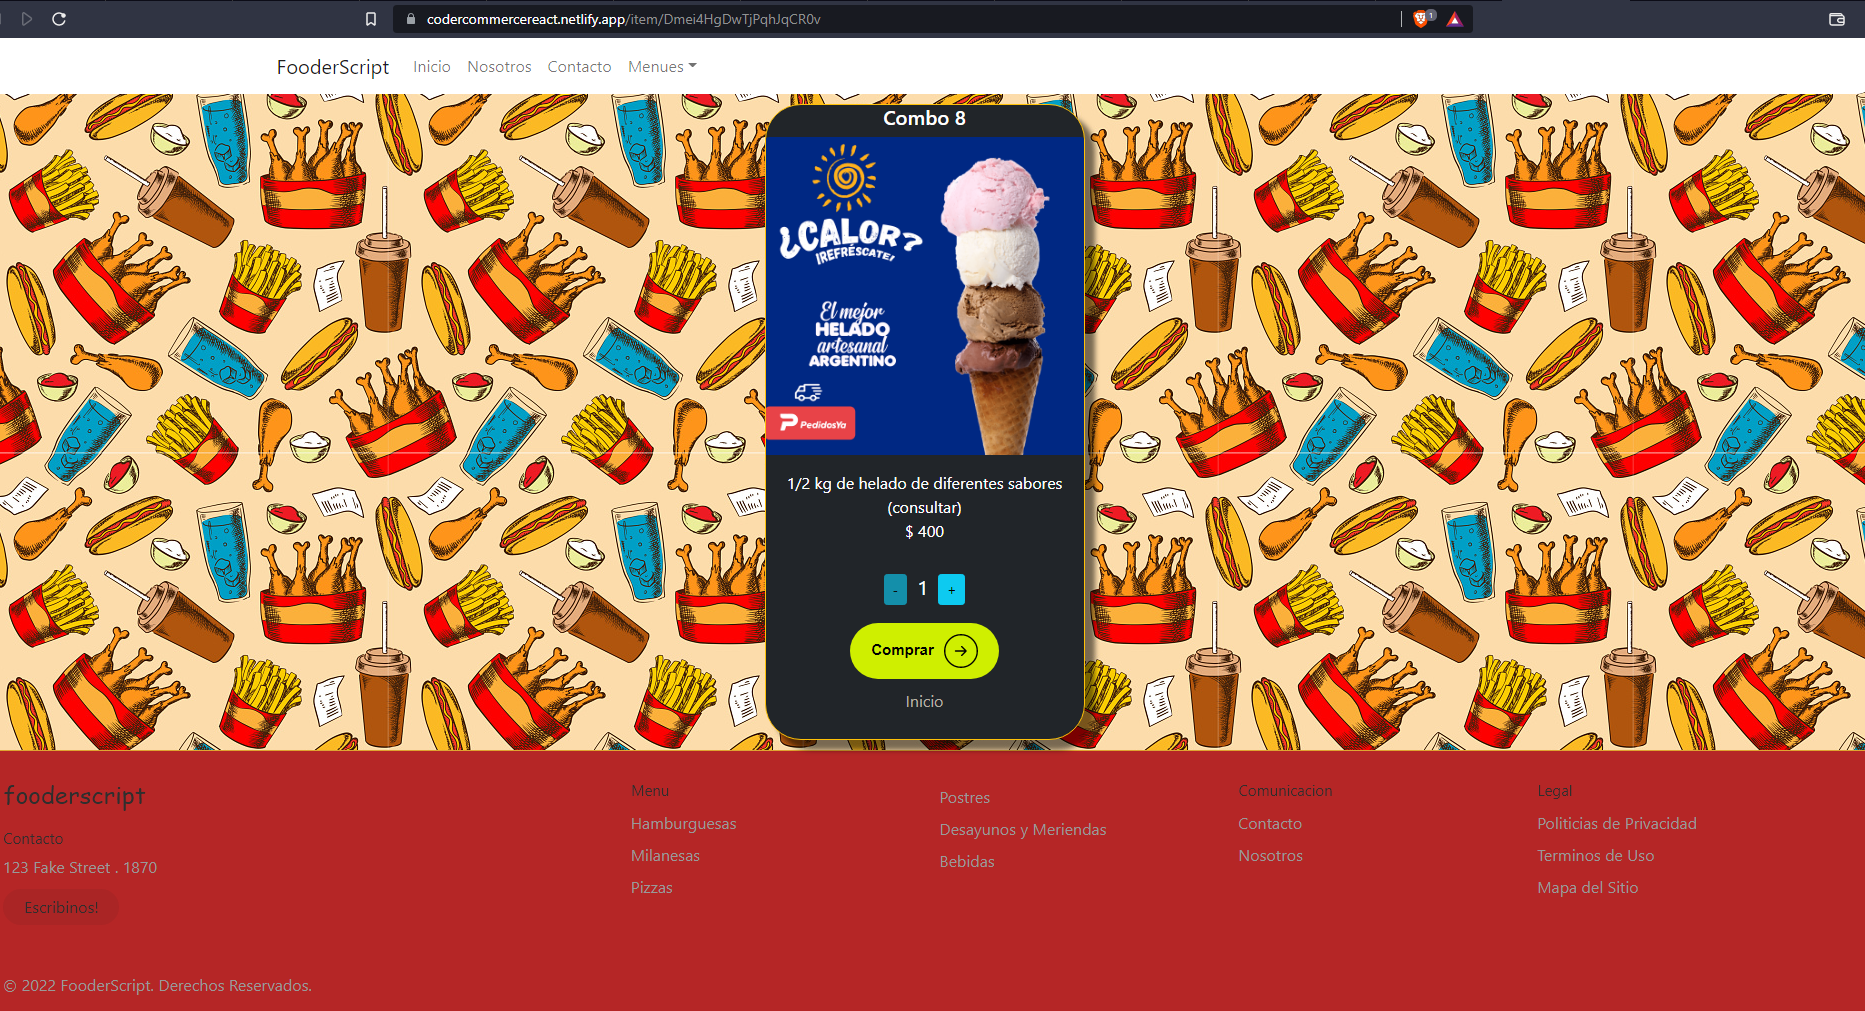 codercommercereact.netlify.app/item/Dmei4HgDwTjPqhJqCR0v
1
FooderScript Inicio Nosotros Contacto Menues
Combo 8
¿CALOR?
¡REFRÉSCATE!
El mejor
HELADO
artesanal
ARGENTINO
PedidosYa
1/2 kg de helado de diferentes sabores
(consultar)
$ 400
- 1 +
Comprar
Inicio
fooderscript
Contacto
123 Fake Street . 1870
Escribinos!
Menu
Hamburguesas
Milanesas
Pizzas
Postres
Desayunos y Meriendas
Bebidas
Comunicacion
Contacto
Nosotros
Legal
Politicias de Privacidad
Terminos de Uso
Mapa del Sitio
© 2022 FooderScript. Derechos Reservados.